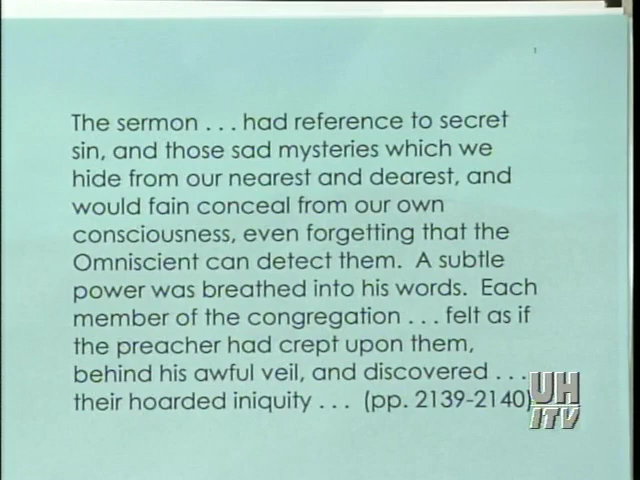 The sermon . . . had reference to secret
sin, and those sad mysteries which we
hide from our nearest and dearest, and
would fain conceal from our own
consciousness, even forgetting that the
Omniscient can detect them.  A subtle
power was breathed into his words.  Each
member of the congregation . . . felt as if
the preacher had crept upon them,
behind his awful veil, and discovered . . .
their hoarded iniquity . . .  (pp. 2139-2140)
UH
ITV